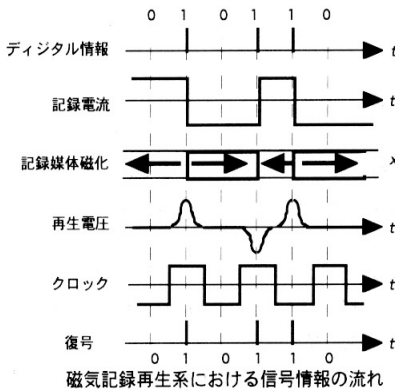 0 1 0 1 1 0
ディジタル情報 t
記録電流 t
記録媒体磁化 x
再生電圧 t
クロック t
復号 t
0 1 0 1 1 0
磁気記録再生系における信号情報の流れ